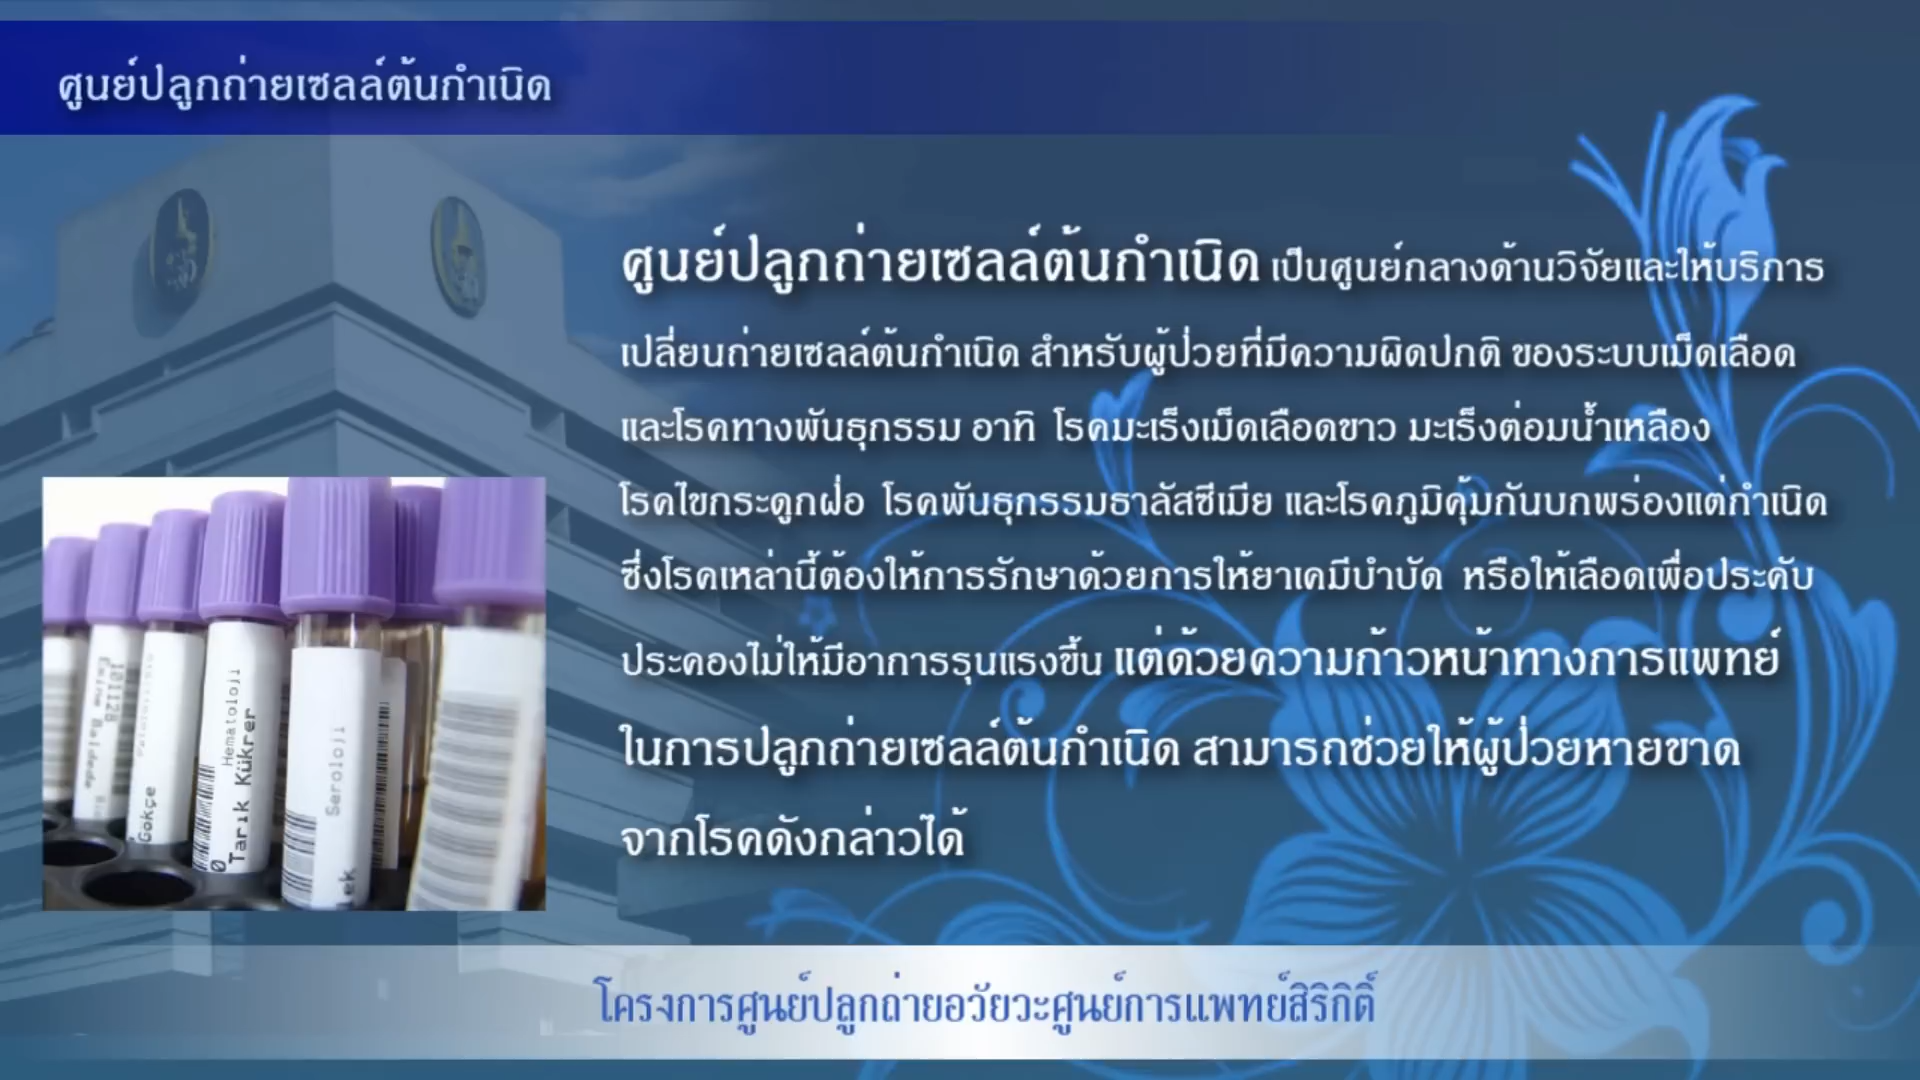 ศูนย์ปลูกถ่ายเซลล์ต้นกำเนิด
ศูนย์ปลูกถ่ายเซลล์ต้นกำเนิด เป็นศูนย์กลางด้านวิจัยและให้บริการ
เปลี่ยนถ่ายเซลล์ต้นกำเนิด สำหรับผู้ป่วยที่มีความผิดปกติ ของระบบเม็ดเลือด
และโรคทางพันธุกรรม อาทิ โรคมะเร็งเม็ดเลือดขาว มะเร็งต่อมน้ำเหลือง
โรคไขกระดูกฝ่อ โรคพันธุกรรมธาลัสซีเมีย และโรคภูมิคุ้มกันบกพร่องแต่กำเนิด
ซึ่งโรคเหล่านี้ต้องให้การรักษาด้วยการให้ยาเคมีบำบัด หรือให้เลือดเพื่อประคับ
ประคองไม่ให้มีอาการรุนแรงขึ้น แต่ด้วยความก้าวหน้าทางการแพทย์
ในการปลูกถ่ายเซลล์ต้นกำเนิด สามารถช่วยให้ผู้ป่วยหายขาด
จากโรคดังกล่าวได้
101128
Gökçe
Hematoloji
Tarık Kükrer
Seroloji
โครงการศูนย์ปลูกถ่ายอวัยวะศูนย์การแพทย์สิริกิติ์